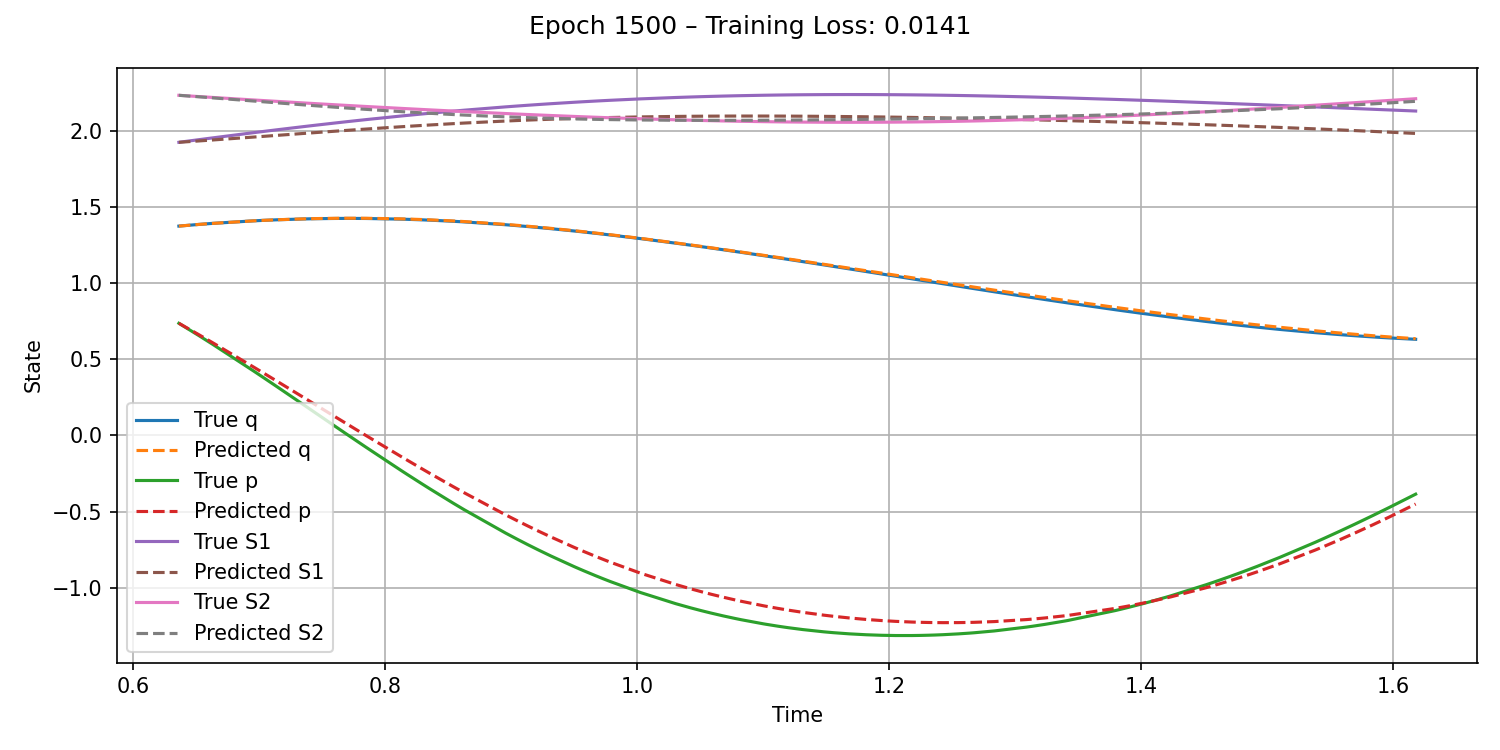 Epoch 1500 – Training Loss: 0.0141
State
2.0
1.5
1.0
0.5
0.0
−0.5
−1.0
True q
Predicted q
True p
Predicted p
True S1
Predicted S1
True S2
Predicted S2
0.6 0.8 1.0 1.2 1.4 1.6
Time